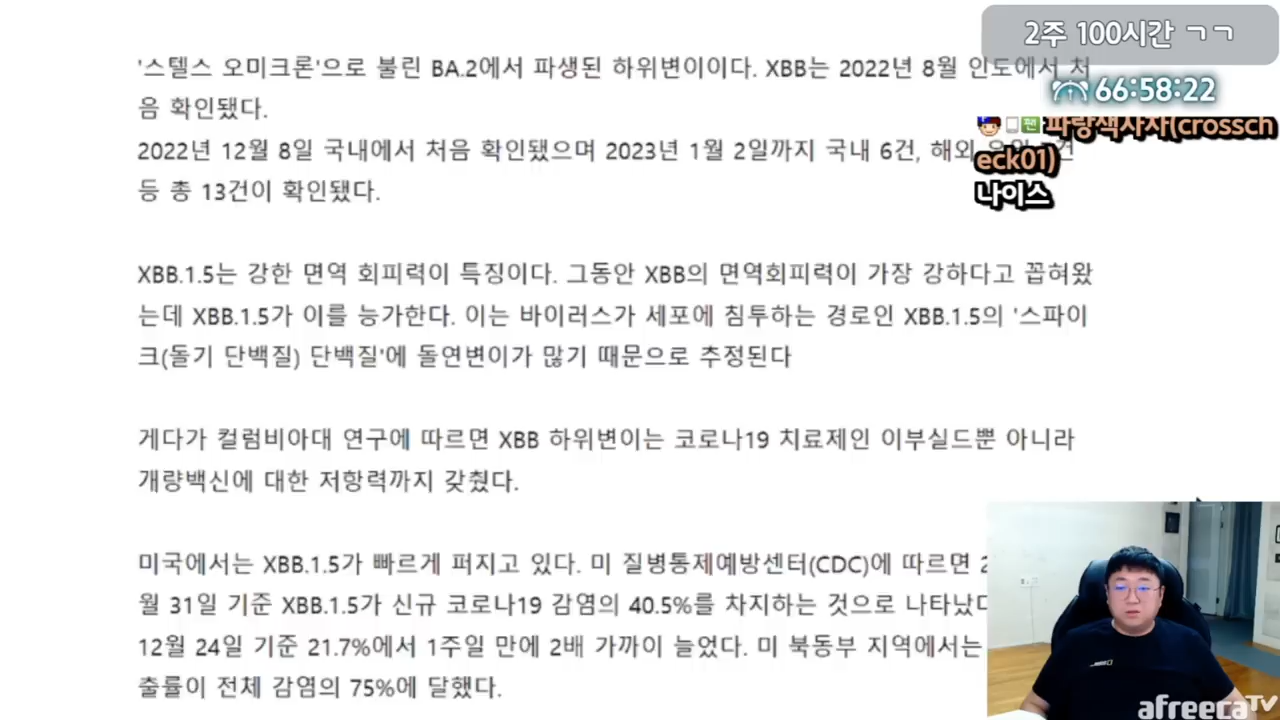 '스텔스 오미크론'으로 불린 BA.2에서 파생된 하위변이이다. XBB는 2022년 8월 인도에서 처
음 확인됐다.
2022년 12월 8일 국내에서 처음 확인됐으며 2023년 1월 2일까지 국내 6건, 해외
등 총 13건이 확인됐다.
XBB.1.5는 강한 면역 회피력이 특징이다. 그동안 XBB의 면역회피력이 가장 강하다고 꼽혀왔
는데 XBB.1.5가 이를 능가한다. 이는 바이러스가 세포에 침투하는 경로인 XBB.1.5의 '스파이
크(돌기 단백질) 단백질'에 돌연변이가 많기 때문으로 추정된다
게다가 컬럼비아대 연구에 따르면 XBB 하위변이는 코로나19 치료제인 이부실드뿐 아니라
개량백신에 대한 저항력까지 갖췄다.
미국에서는 XBB.1.5가 빠르게 퍼지고 있다. 미 질병통제예방센터(CDC)에 따르면
월 31일 기준 XBB.1.5가 신규 코로나19 감염의 40.5%를 차지하는 것으로 나타났다
12월 24일 기준 21.7%에서 1주일 만에 2배 가까이 늘었다. 미 북동부 지역에서는
출률이 전체 감염의 75%에 달했다.
2주 100시간 ㄱㄱ
66:58:22
팬 파랑색사자(crossch
eck01)
나이스
afreecaTV